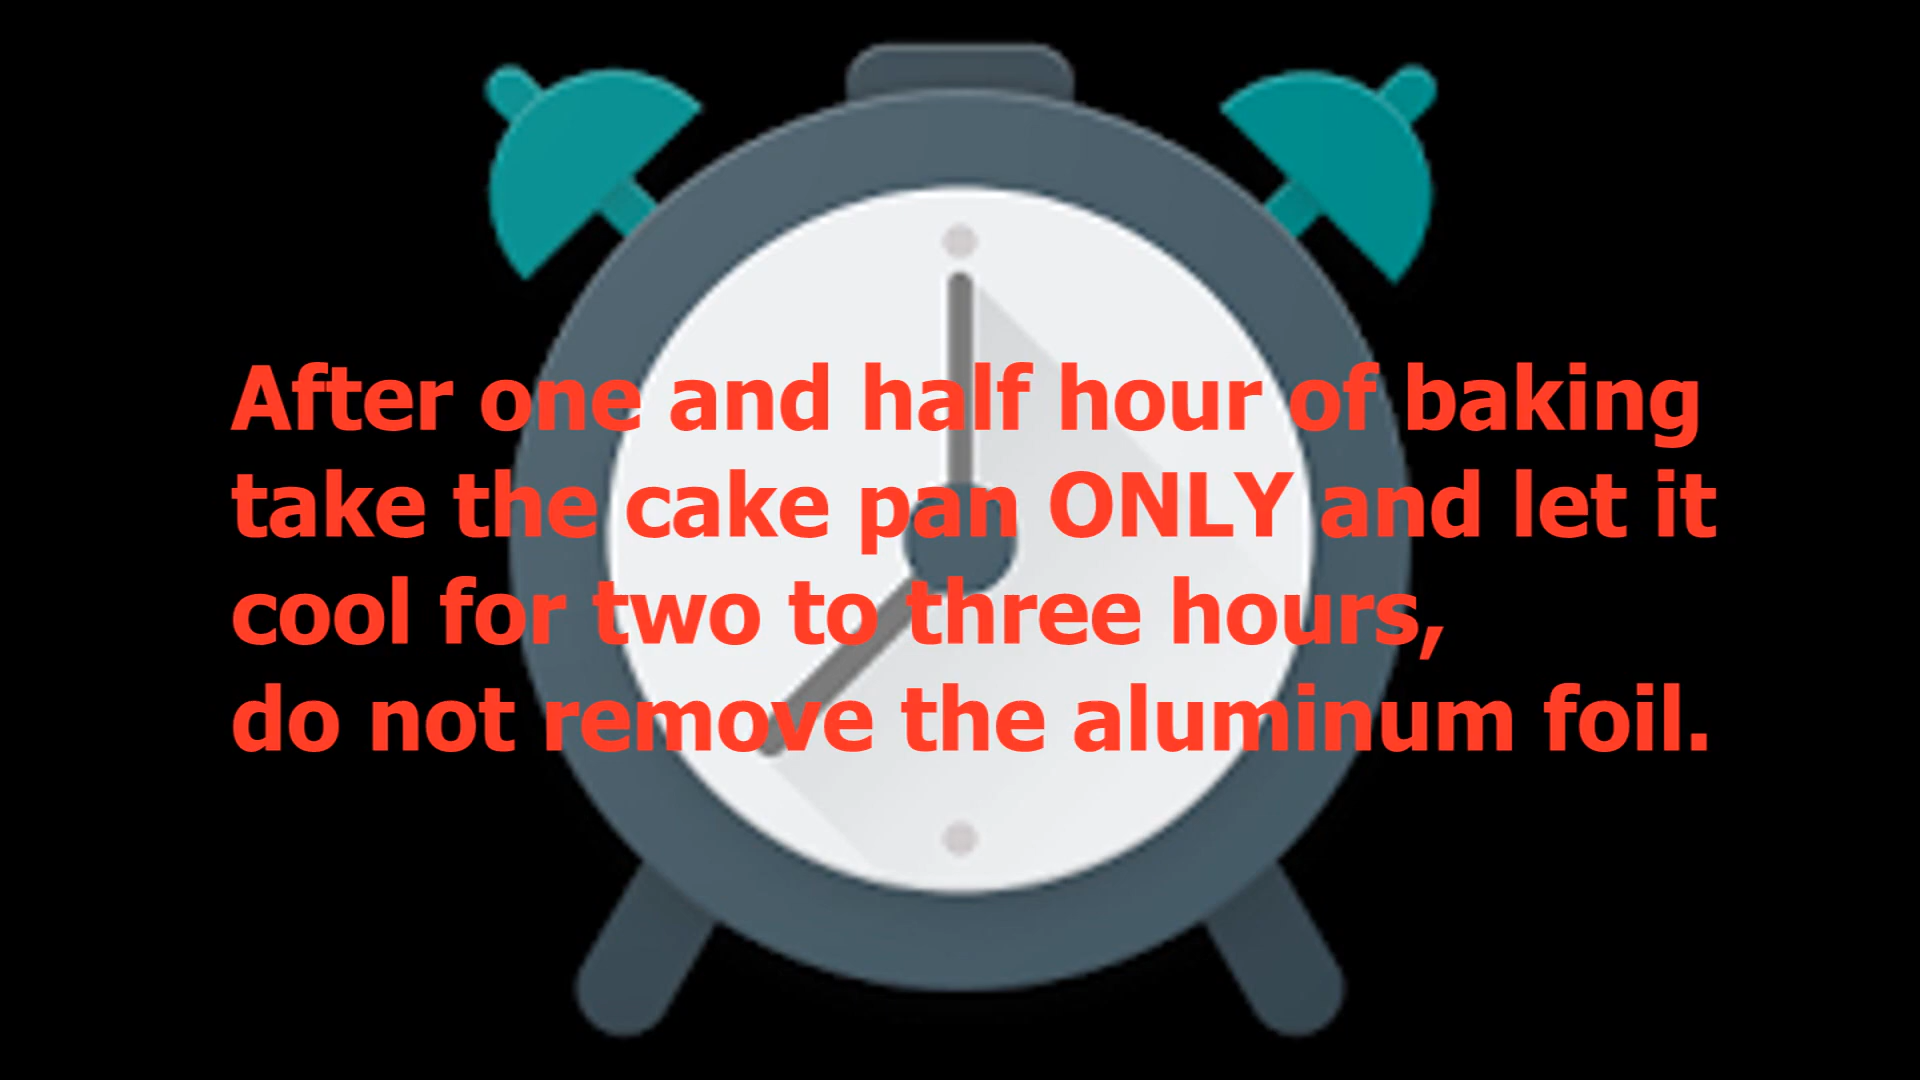 After one and half hour of baking
take the cake pan ONLY and let it
cool for two to three hours,
do not remove the aluminum foil.